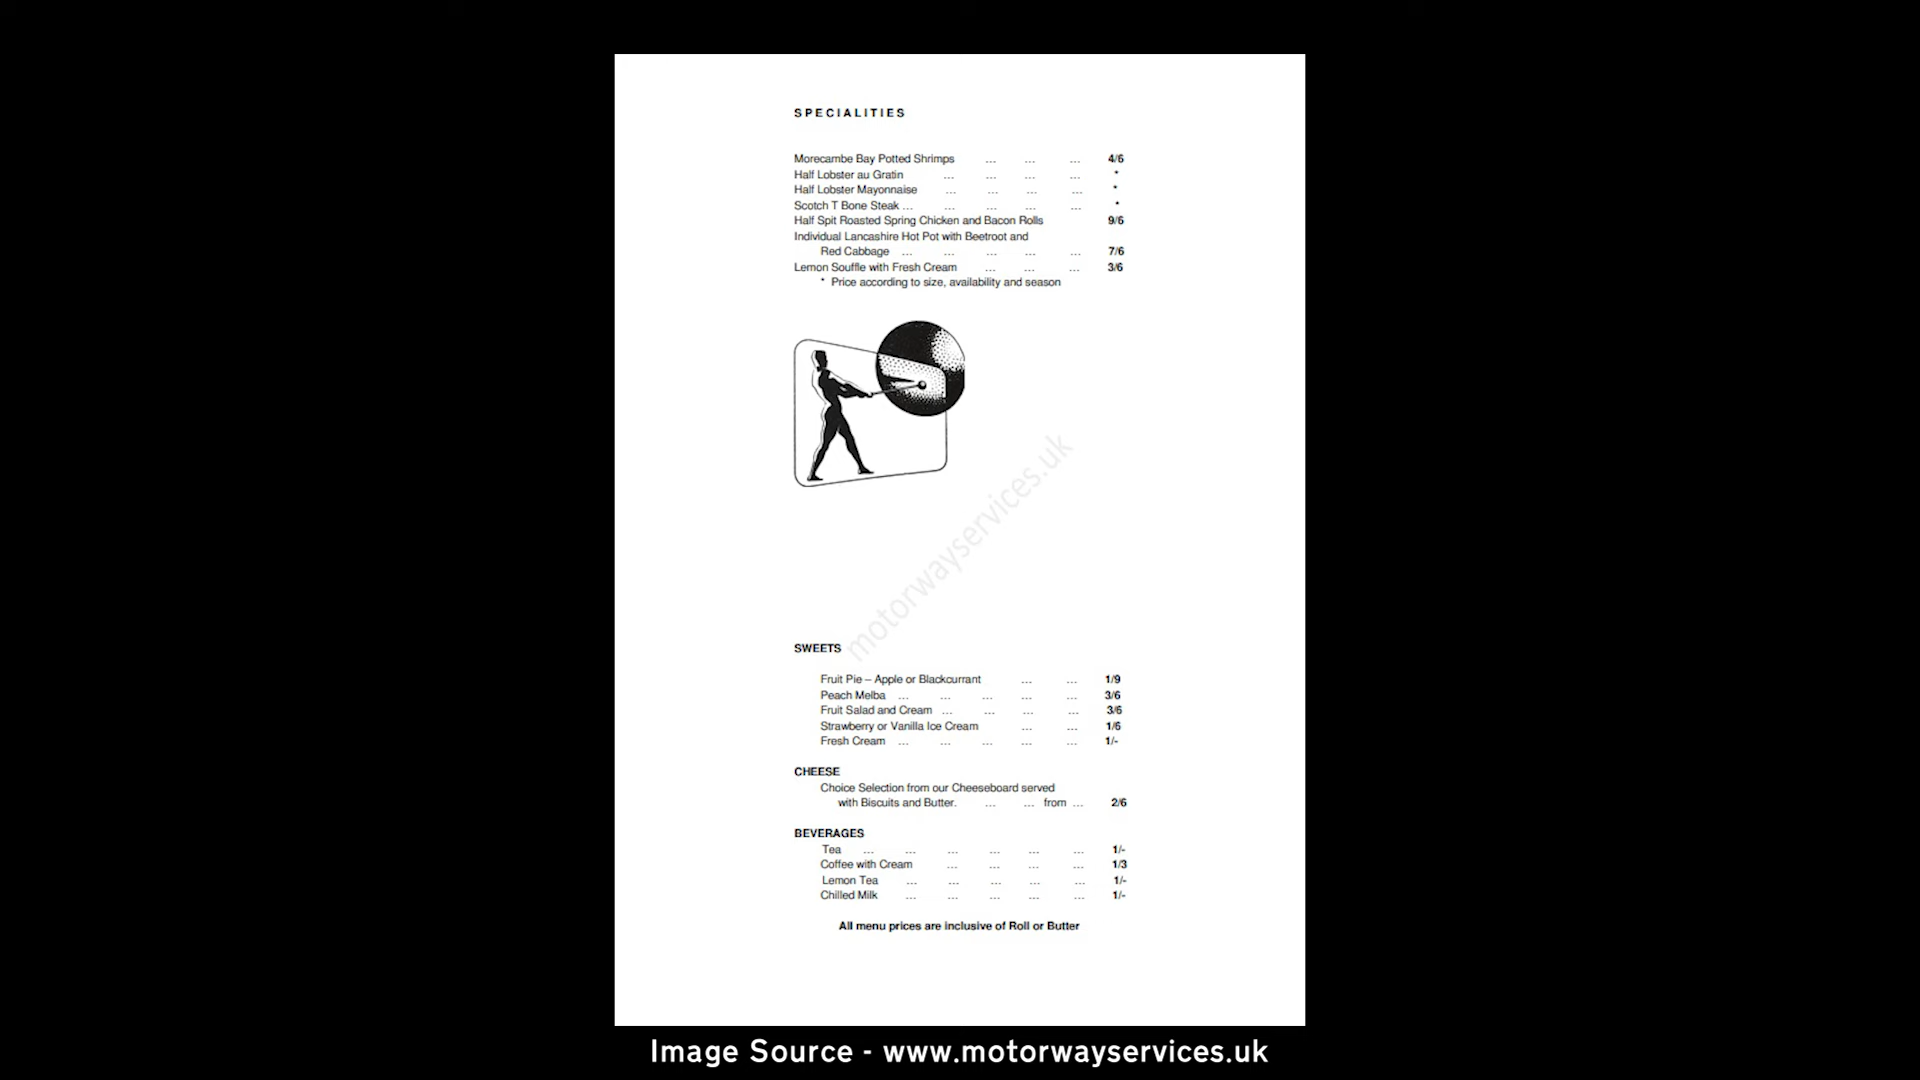 SPECIALITIES
Morecambe Bay Potted Shrimps ... ... ... 4/6
Half Lobster au Gratin ... ... ... ... *
Half Lobster Mayonnaise ... ... ... ... *
Scotch T Bone Steak ... ... ... ... ... *
Half Spit Roasted Spring Chicken and Bacon Rolls 9/6
Individual Lancashire Hot Pot with Beetroot and
Red Cabbage ... ... ... ... ... 7/6
Lemon Souffle with Fresh Cream ... ... ... 3/6
* Price according to size, availability and season
motorwayservices.uk
SWEETS
Fruit Pie – Apple or Blackcurrant ... ... 1/9
Peach Melba ... ... ... ... ... 3/6
Fruit Salad and Cream ... ... ... ... 3/6
Strawberry or Vanilla Ice Cream ... ... 1/6
Fresh Cream ... ... ... ... ... 1/-
CHEESE
Choice Selection from our Cheeseboard served
with Biscuits and Butter. ... ... from ... 2/6
BEVERAGES
Tea ... ... ... ... ... ... 1/-
Coffee with Cream ... ... ... ... 1/3
Lemon Tea ... ... ... ... ... 1/-
Chilled Milk ... ... ... ... ... 1/-
All menu prices are inclusive of Roll or Butter
Image Source - www.motorwayservices.uk